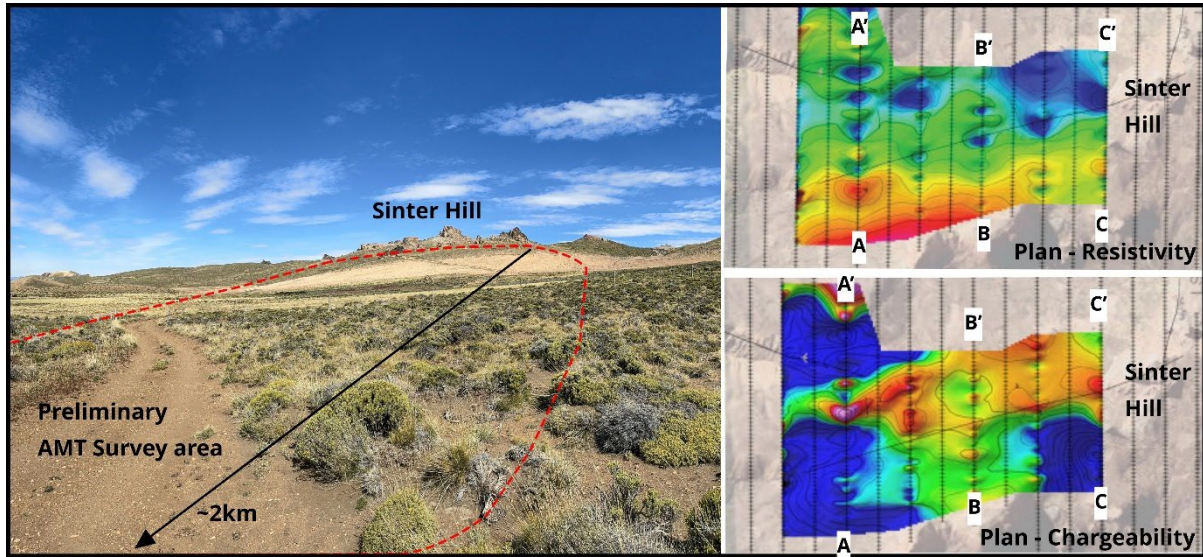 Sinter Hill
Preliminary
AMT Survey area
~2km
A'
B'
C'
Sinter
Hill
A
B
C
Plan - Resistivity
A'
B'
C'
Sinter
Hill
B
C
A
Plan - Chargeability